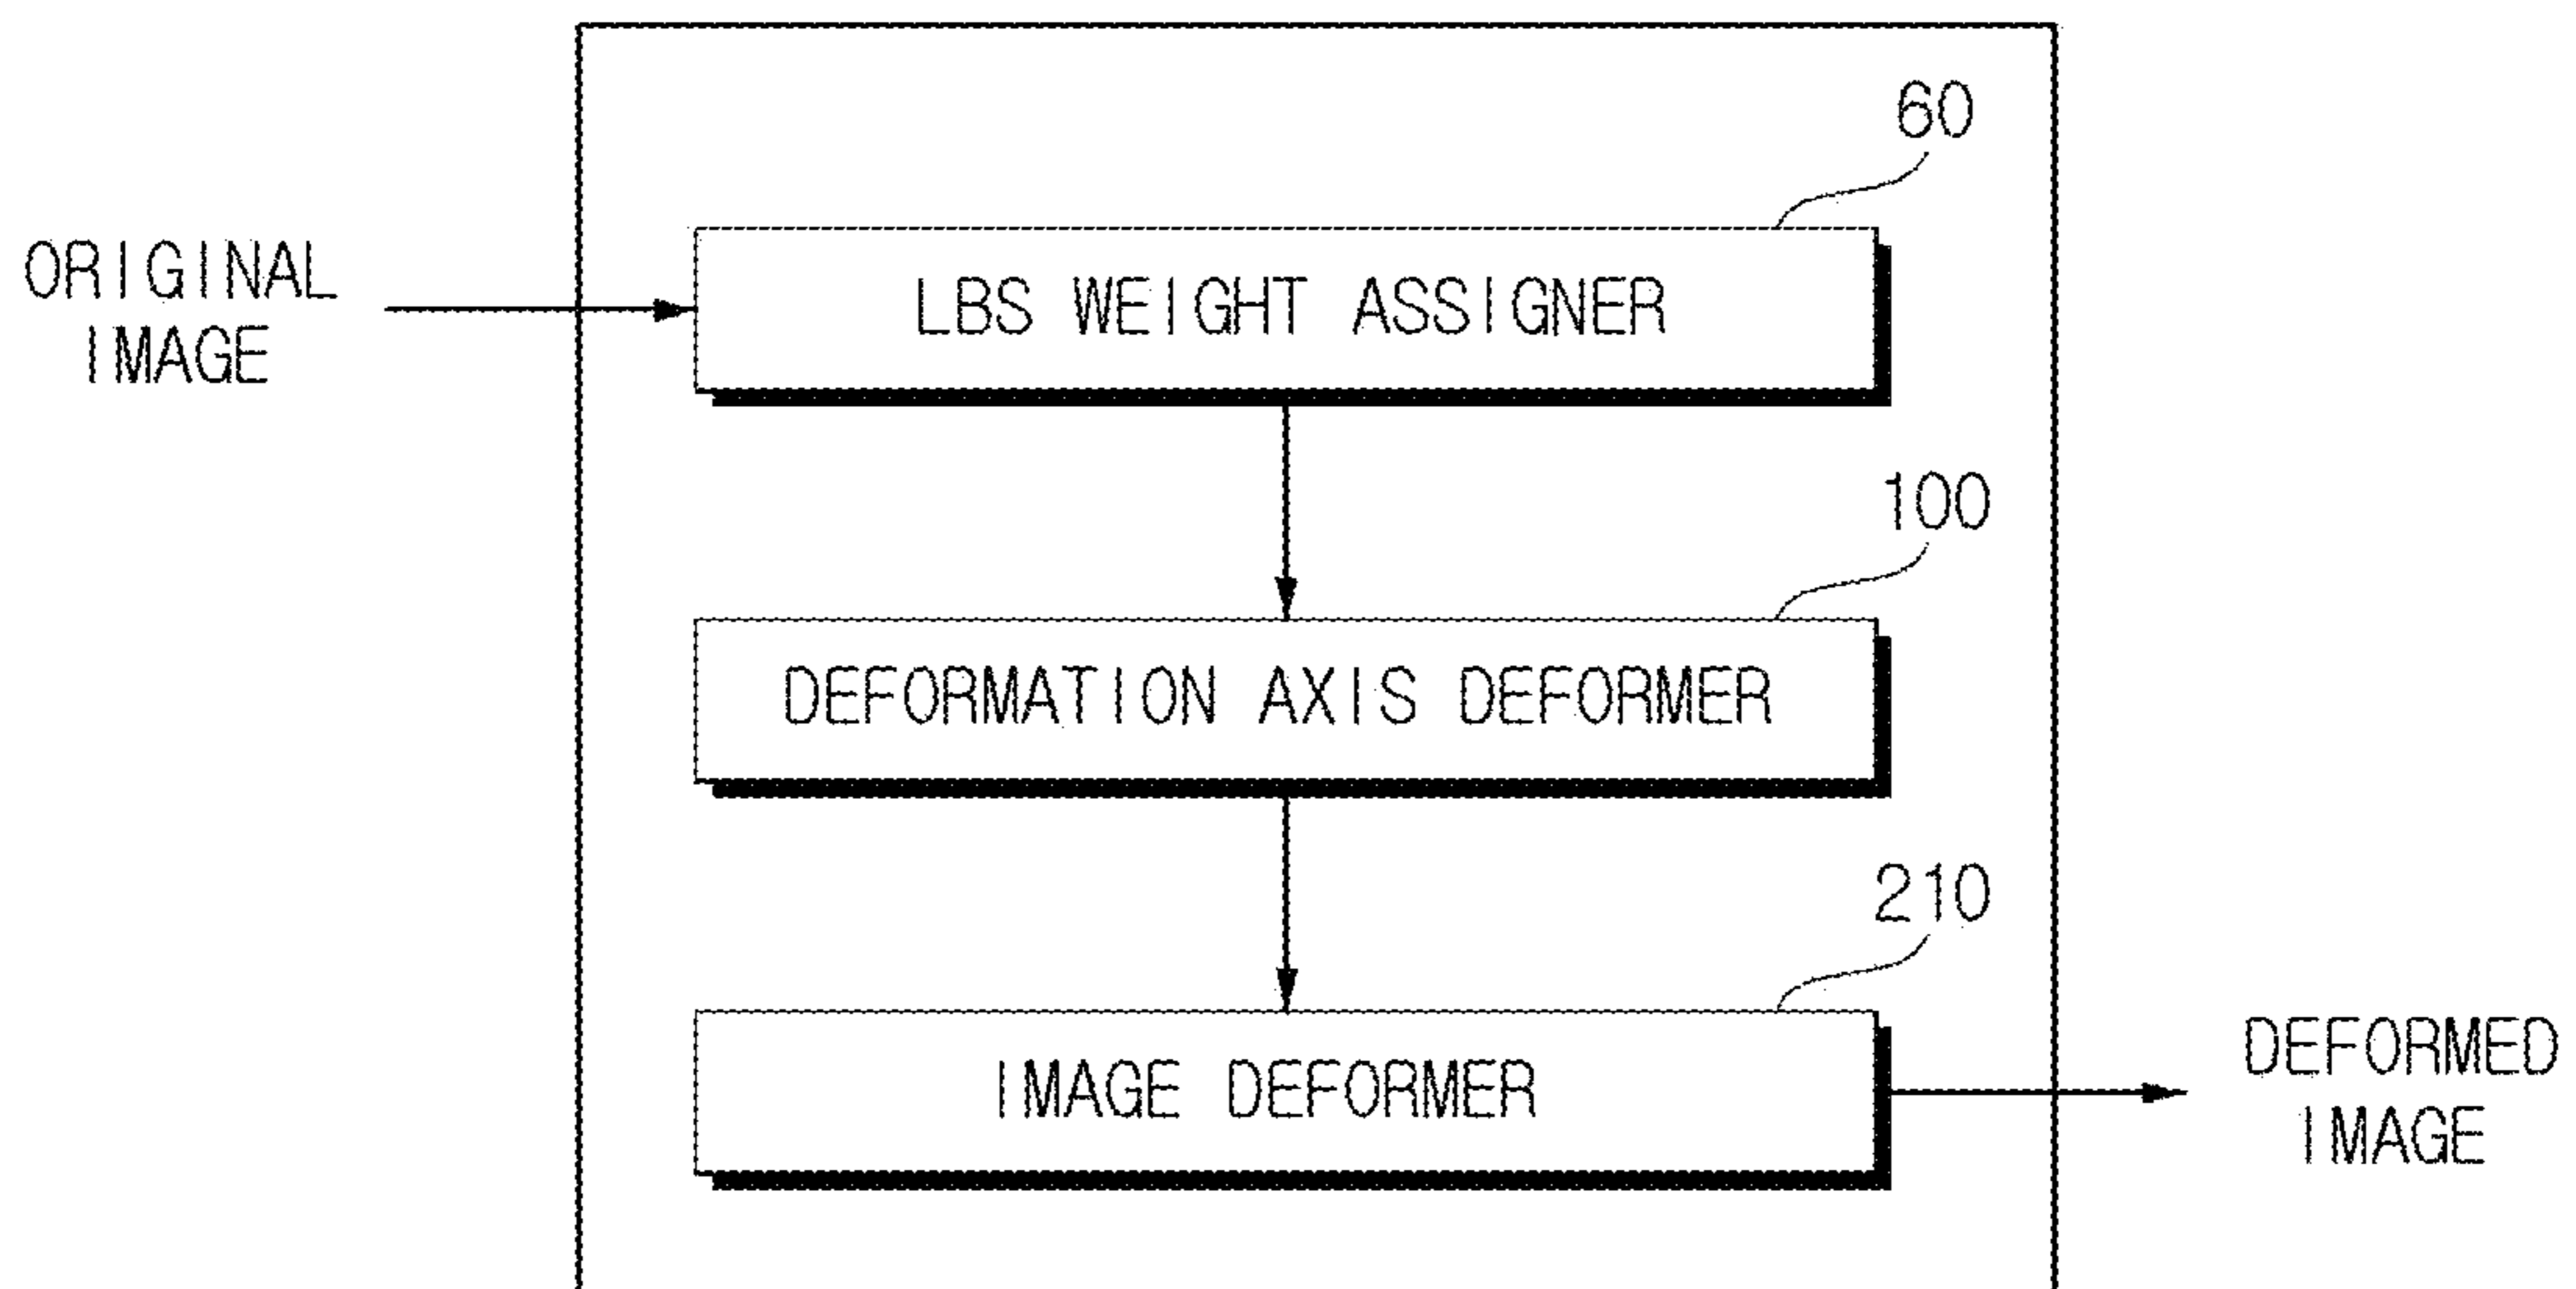 60
ORIGINAL
IMAGE
LBS WEIGHT ASSIGNER
100
DEFORMATION AXIS DEFORMER
210
IMAGE DEFORMER
DEFORMED
IMAGE